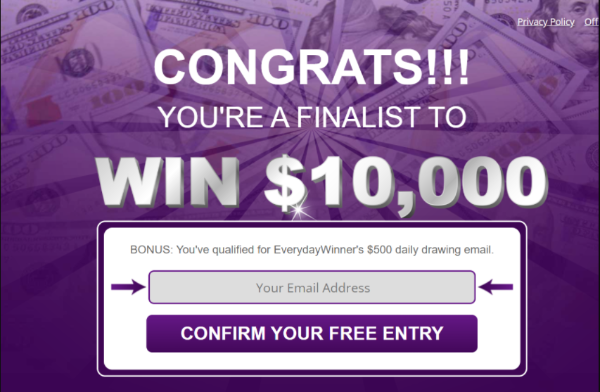 Privacy Policy Off
CONGRATS!!!
YOU'RE A FINALIST TO
WIN $10,000
BONUS: You've qualified for EverydayWinner's $500 daily drawing email.
Your Email Address
CONFIRM YOUR FREE ENTRY